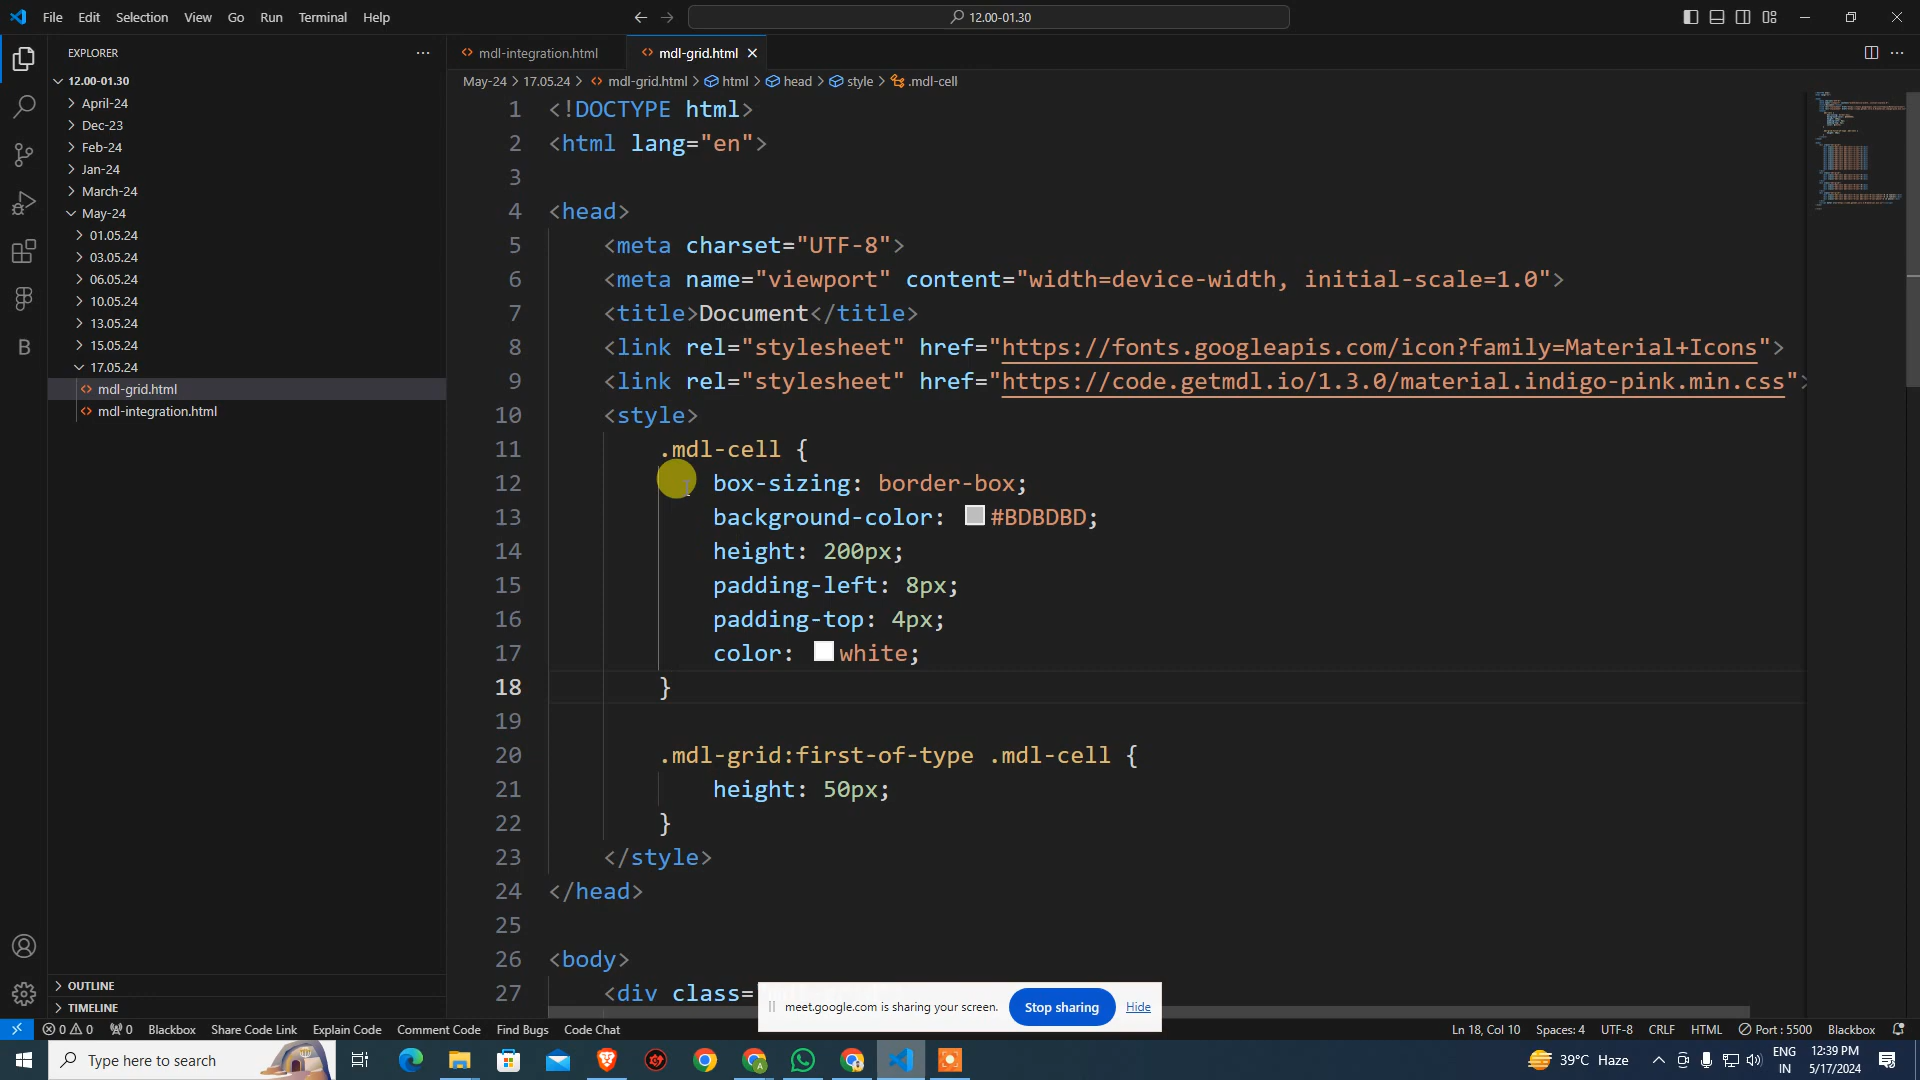 File Edit Selection View Go Run Terminal Help
12.00-01.30
EXPLORER
mdl-integration.html
mdl-grid.html
May-24 > 17.05.24 > mdl-grid.html > html > head > style > .mdl-cell
12.00-01.30
April-24
Dec-23
Feb-24
Jan-24
March-24
May-24
01.05.24
03.05.24
06.05.24
10.05.24
13.05.24
15.05.24
17.05.24
mdl-grid.html
mdl-integration.html
1 <!DOCTYPE html>
2 <html lang="en">
3
4 <head>
5 <meta charset="UTF-8">
6 <meta name="viewport" content="width=device-width, initial-scale=1.0">
7 <title>Document</title>
8 <link rel="stylesheet" href="https://fonts.googleapis.com/icon?family=Material+Icons">
9 <link rel="stylesheet" href="https://code.getmdl.io/1.3.0/material.indigo-pink.min.css">
10 <style>
11 .mdl-cell {
12 box-sizing: border-box;
13 background-color: #BDBDBD;
14 height: 200px;
15 padding-left: 8px;
16 padding-top: 4px;
17 color: white;
18 }
19
20 .mdl-grid:first-of-type .mdl-cell {
21 height: 50px;
22 }
23 </style>
24 </head>
25
26 <body>
27 <div class=
OUTLINE
TIMELINE
meet.google.com is sharing your screen. Stop sharing Hide
0 0 0 Blackbox Share Code Link Explain Code Comment Code Find Bugs Code Chat
Ln 18, Col 10 Spaces: 4 UTF-8 CRLF HTML Port : 5500 Blackbox
Type here to search
39°C Haze
ENG
IN
12:39 PM
5/17/2024